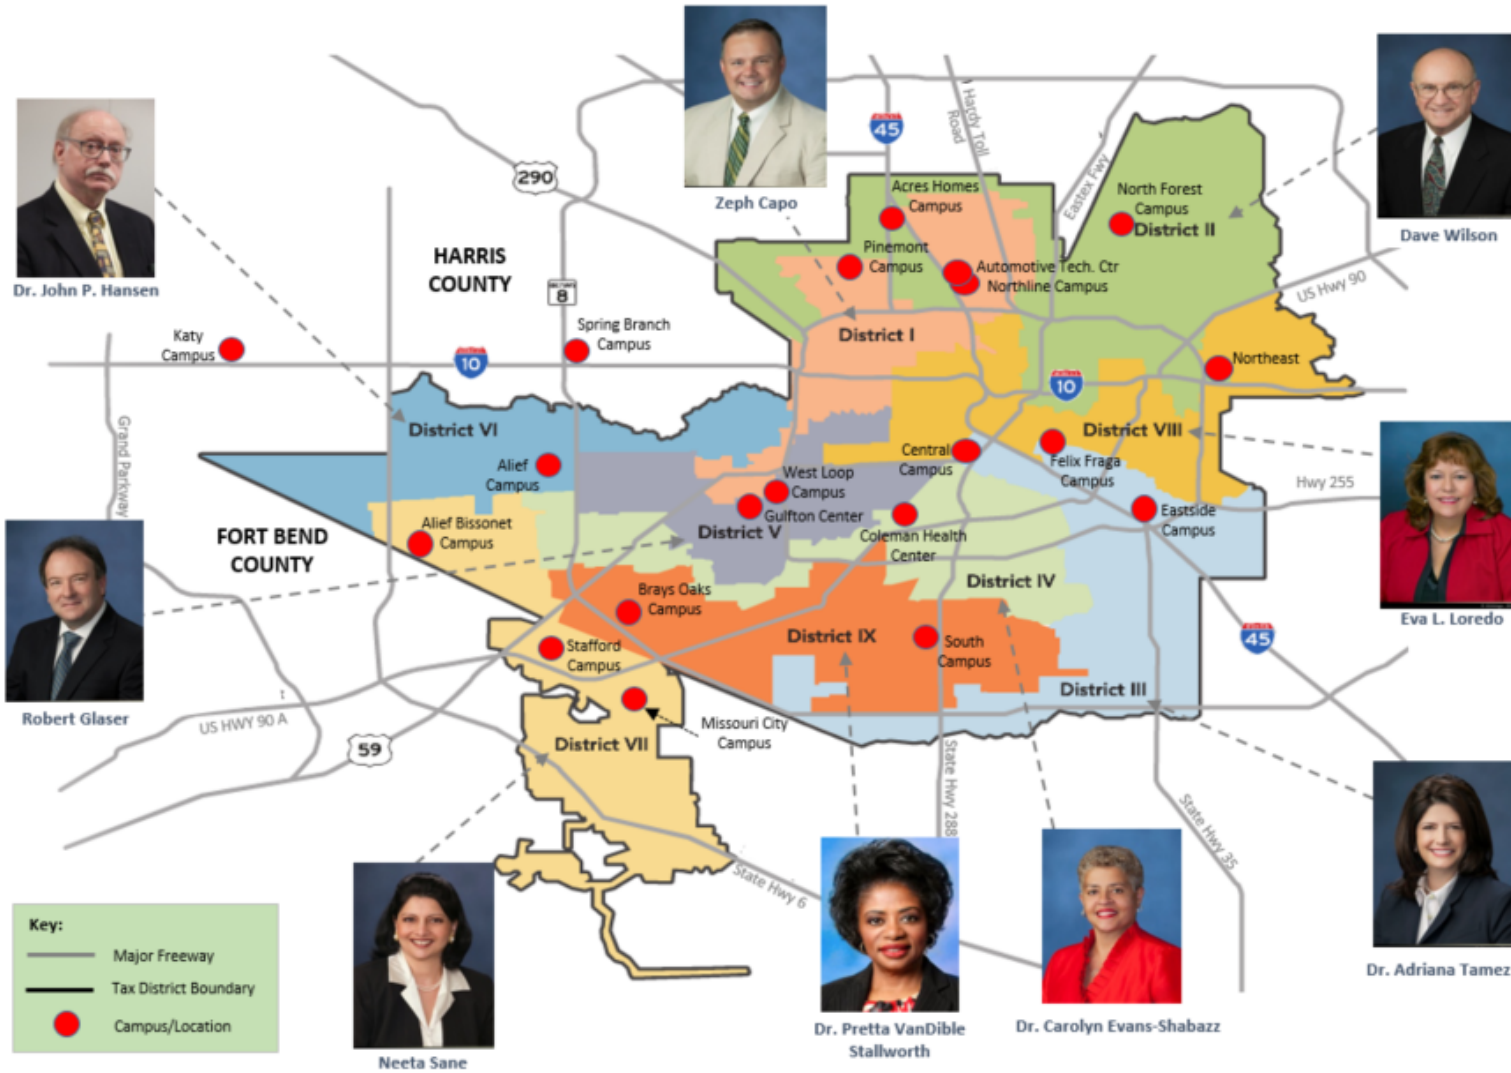 Zeph Capo
Dave Wilson
Dr. John P. Hansen
HARRIS
COUNTY
290
45
Hardy Toll
Road
Eastex Fwy
Acres Homes
Campus
North Forest
Campus
District II
Pinemont
Campus
Automotive Tech. Ctr
Northline Campus
US Hwy 90
8
Katy
Campus
Spring Branch
Campus
10
District I
Northeast
10
Grand Parkway
District VI
District VIII
Alief
Campus
Central
Campus
Felix Fraga
Campus
West Loop
Campus
Gulfton Center
Hwy 255
Eastside
Campus
FORT BEND
COUNTY
Alief Bissonet
Campus
District V
Coleman Health
Center
District IV
Brays Oaks
Campus
Eva L. Loredo
District IX
South
Campus
45
Stafford
Campus
District III
Robert Glaser
US HWY 90 A
59
Missouri City
Campus
District VII
State Hwy 288
State Hwy 35
State Hwy 6
Key:
Major Freeway
Tax District Boundary
Campus/Location
Neeta Sane
Dr. Pretta VanDible
Stallworth
Dr. Carolyn Evans-Shabazz
Dr. Adriana Tamez